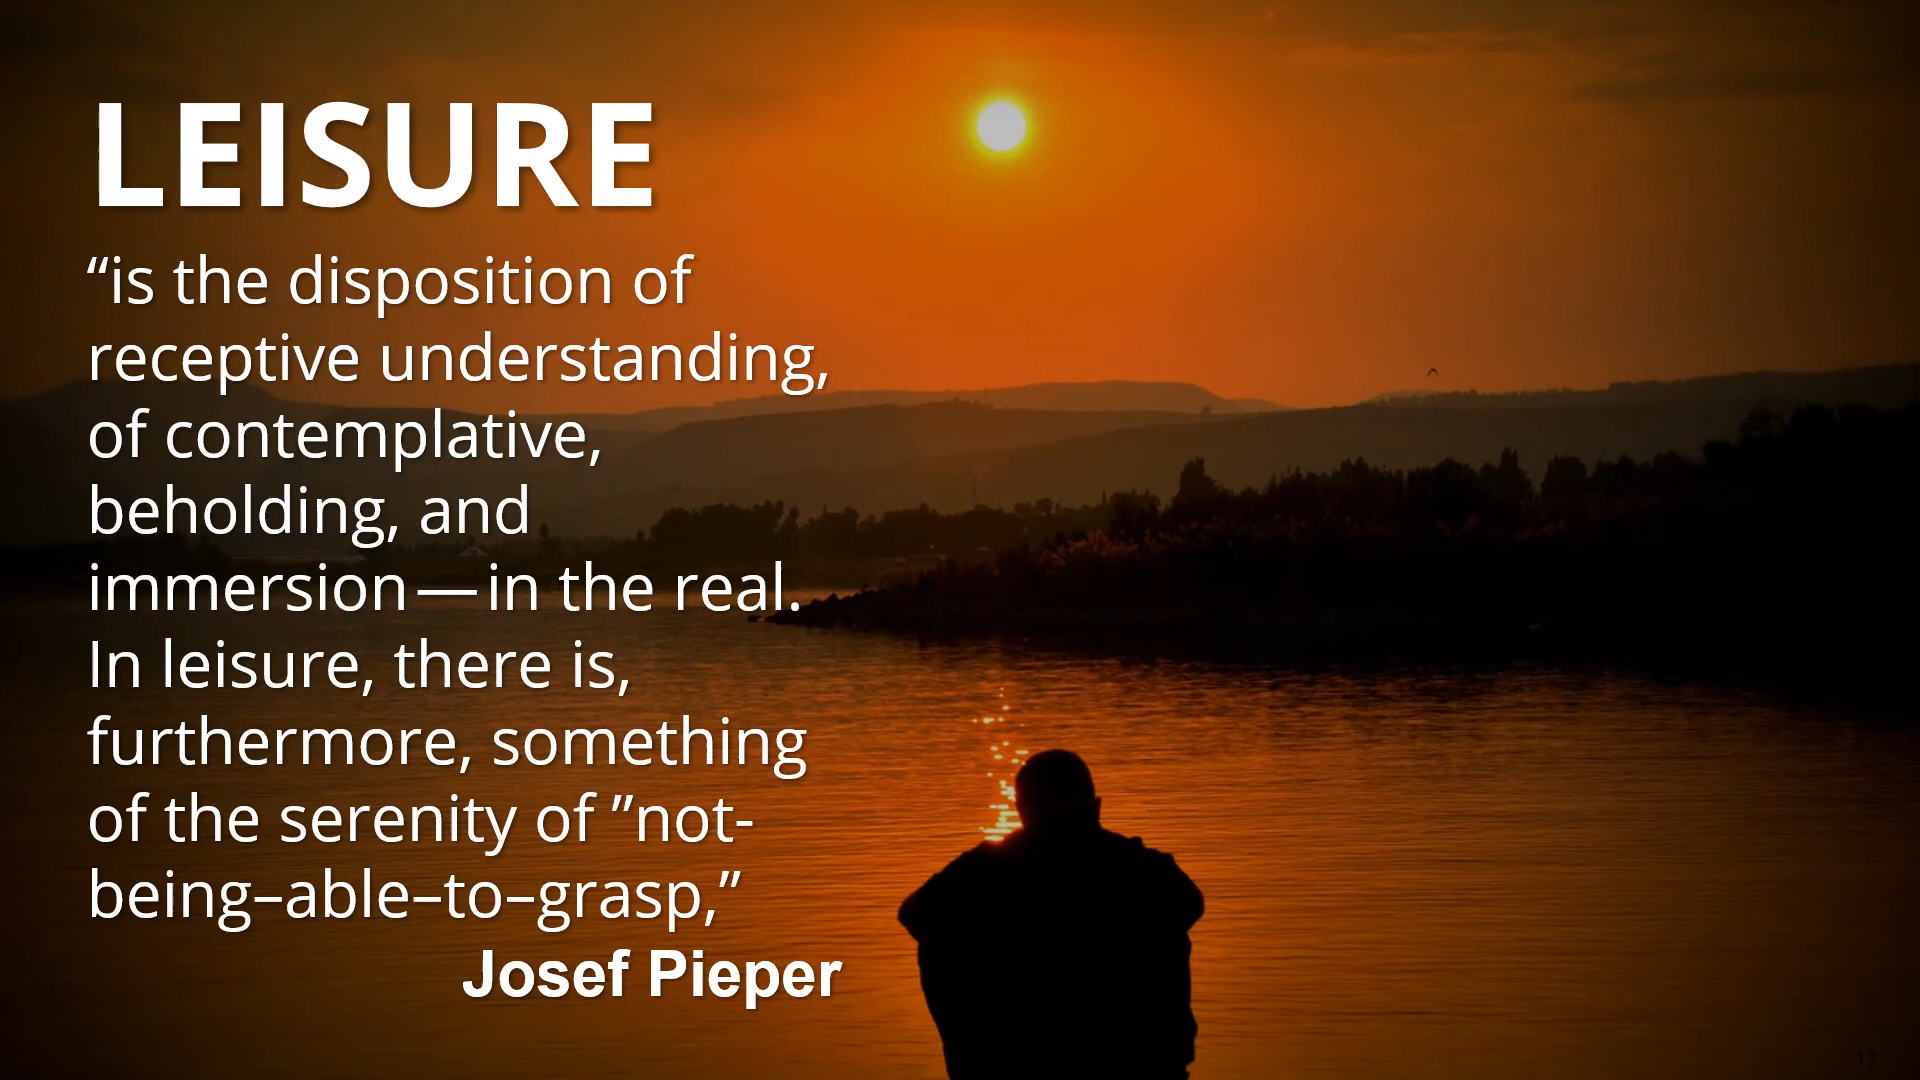 LEISURE
“is the disposition of
receptive understanding,
of contemplative,
beholding, and
immersion — in the real.
In leisure, there is,
furthermore, something
of the serenity of ”not-
being–able–to–grasp,”
Josef Pieper
17